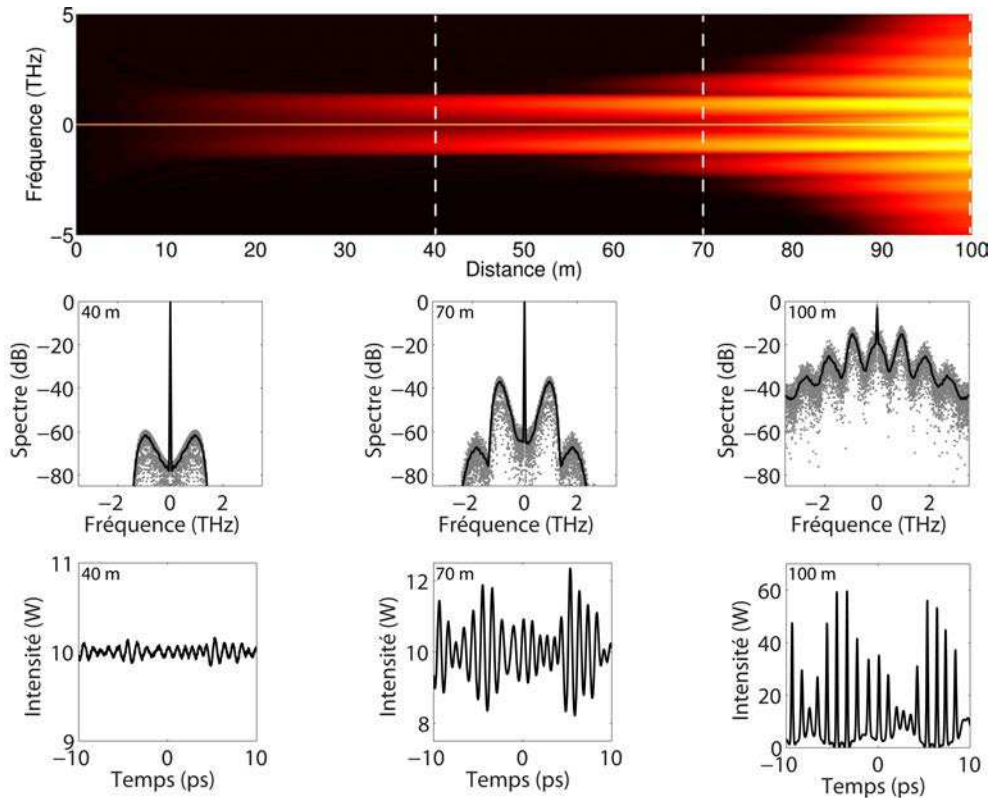 Fréquence (THz)
5
0
−5
0 10 20 30 40 50 60 70 80 90 100
Distance (m)
40 m
Spectre (dB)
0
−20
−40
−60
−80
−2 0 2
Fréquence (THz)
70 m
Spectre (dB)
0
−20
−40
−60
−80
−2 0 2
Fréquence (THz)
100 m
Spectre (dB)
0
−20
−40
−60
−80
−2 0 2
Fréquence (THz)
40 m
Intensité (W)
11
10
9
−10 0 10
Temps (ps)
70 m
Intensité (W)
12
10
8
−10 0 10
Temps (ps)
100 m
Intensité (W)
60
40
20
0
−10 0 10
Temps (ps)